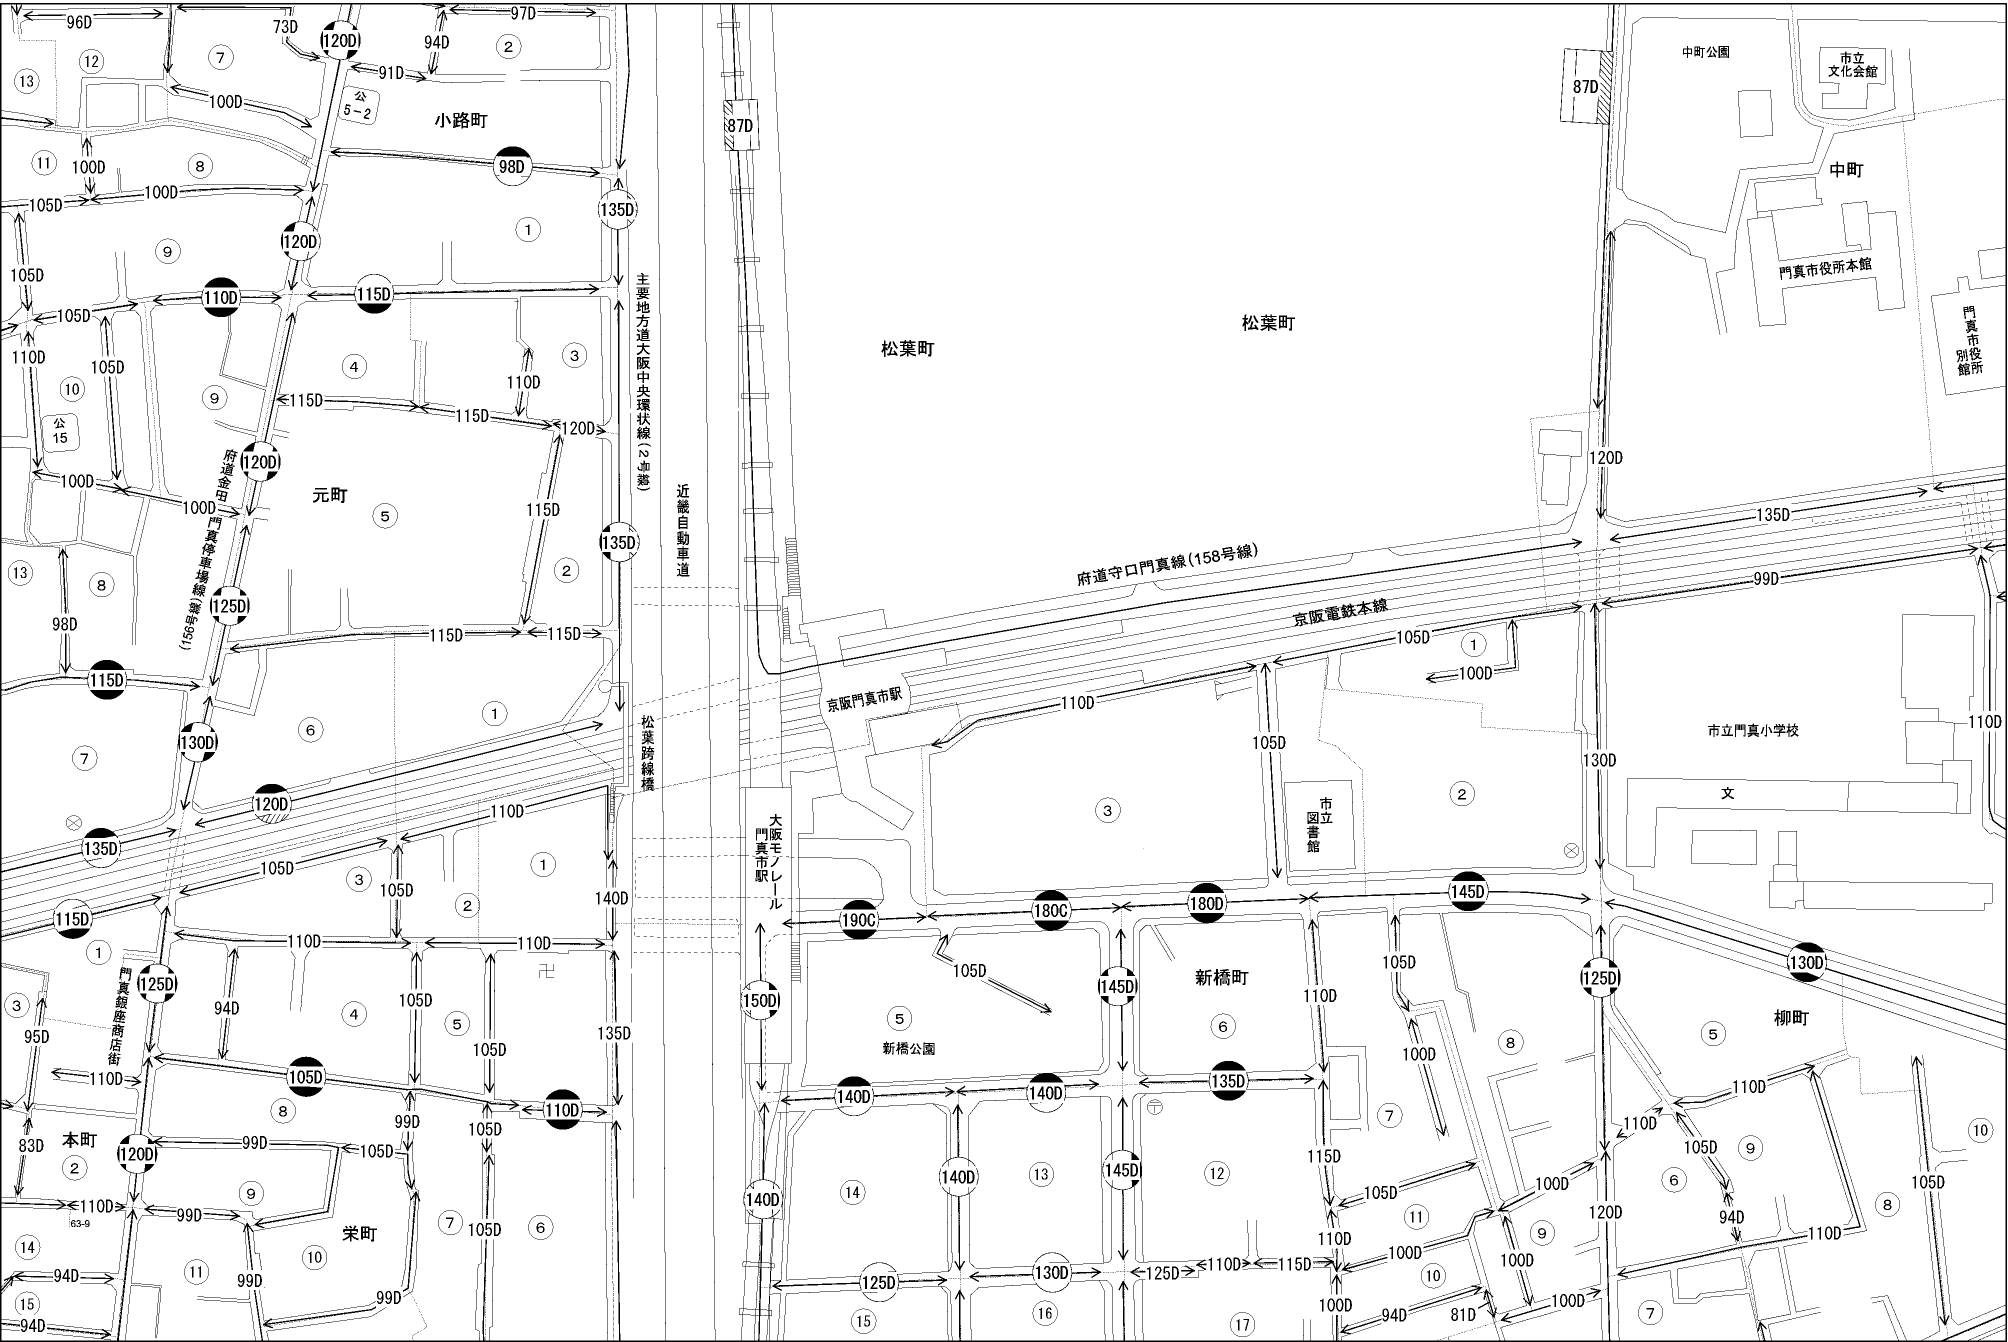 96D
73D
120D
97D
94D
2
12
7
13
91D
100D
公
5-2
小路町
87D
87D
中町公園
市立
文化会館
11
100D
8
98D
中町
105D
100D
135D
120D
1
9
105D
門真市役所本館
110D
115D
105D
主要地方道大阪中央環状線(2号線)
松葉町
松葉町
門真市役所
別館
110D
105D
4
3
110D
10
9
115D
115D
120D
公
15
120D
府道金田門真停車場線(156号線)
120D
100D
100D
元町
5
115D
近畿自動車道
135D
135D
府道守口門真線(158号線)
13
8
2
99D
125D
京阪電鉄本線
98D
115D
115D
105D
1
100D
115D
京阪門真市駅
110D
110D
130D
6
1
松葉跨線橋
105D
130D
市立門真小学校
7
120D
110D
3
市立
図書館
2
文
135D
大阪モノレール
門真市駅
105D
3
105D
1
140D
2
115D
190C
180C
180D
145D
110D
110D
1
105D
130D
125D
卍
105D
新橋町
125D
門真銀座商店街
94D
105D
150D
145D
110D
3
95D
4
5
135D
5
6
柳町
5
8
新橋公園
105D
100D
110D
105D
135D
110D
8
110D
140D
140D
〒
7
99D
105D
110D
9
10
83D
本町
120D
99D
105D
115D
105D
2
140D
145D
12
13
14
105D
100D
6
105D
8
110D
63-9
99D
9
140D
7
105D
6
11
120D
94D
栄町
110D
9
110D
14
10
100D
100D
94D
11
99D
125D
130D
125D
110D
115D
10
15
99D
100D
94D
100D
81D
94D
15
16
17
7